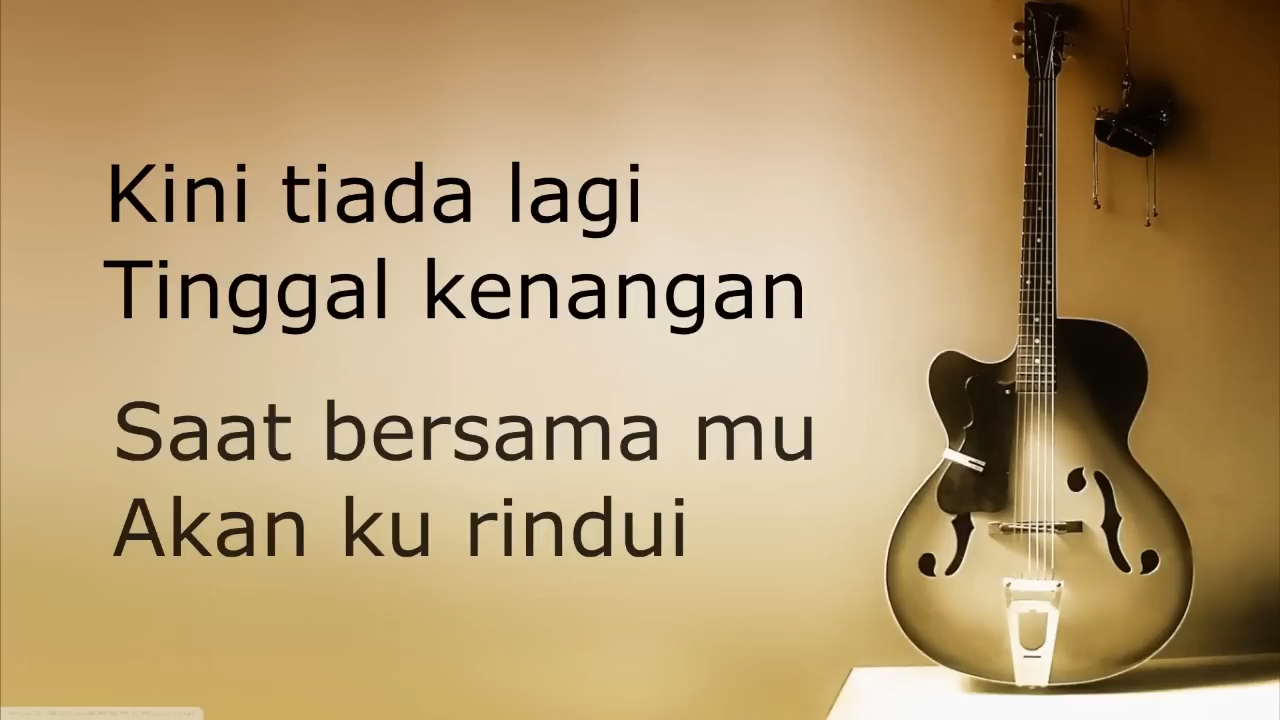 Kini tiada lagi
Tinggal kenangan
Saat bersama mu
Akan ku rindui